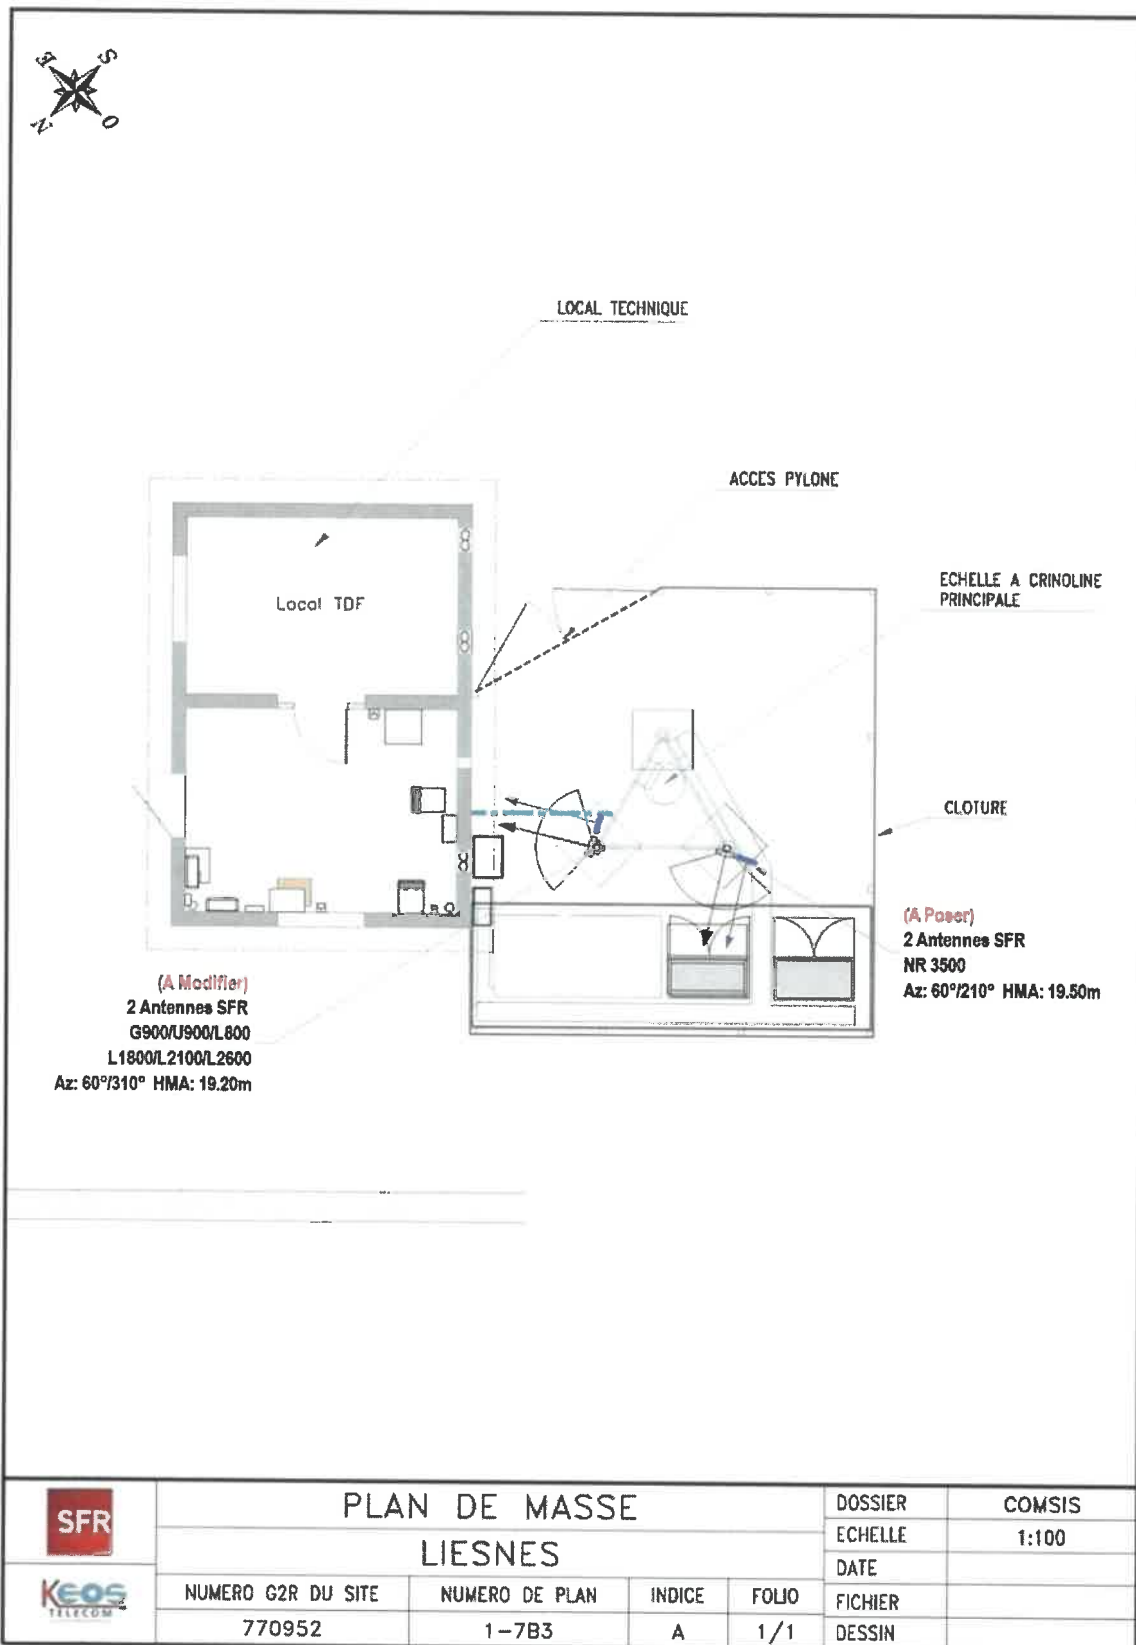 E S
N O
LOCAL TECHNIQUE
ACCES PYLONE
ECHELLE A CRINOLINE
PRINCIPALE
Local TDF
CLOTURE
(A Poser)
2 Antennes SFR
NR 3500
Az: 60°/210° HMA: 19.50m
(A Modifier)
2 Antennes SFR
G900/U900/L800
L1800/L2100/L2600
Az: 60°/310° HMA: 19.20m
SFR
KEOS
TELECOM
PLAN DE MASSE
LIESNES
NUMERO G2R DU SITE
NUMERO DE PLAN
INDICE
FOLIO
770952
1-7B3
A
1/1
DOSSIER
COMSIS
ECHELLE
1:100
DATE
FICHIER
DESSIN